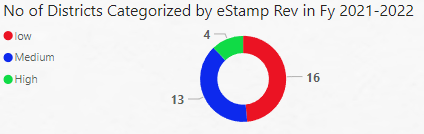 No of Districts Categorized by eStamp Rev in Fy 2021-2022
low
Medium
High
4
16
13